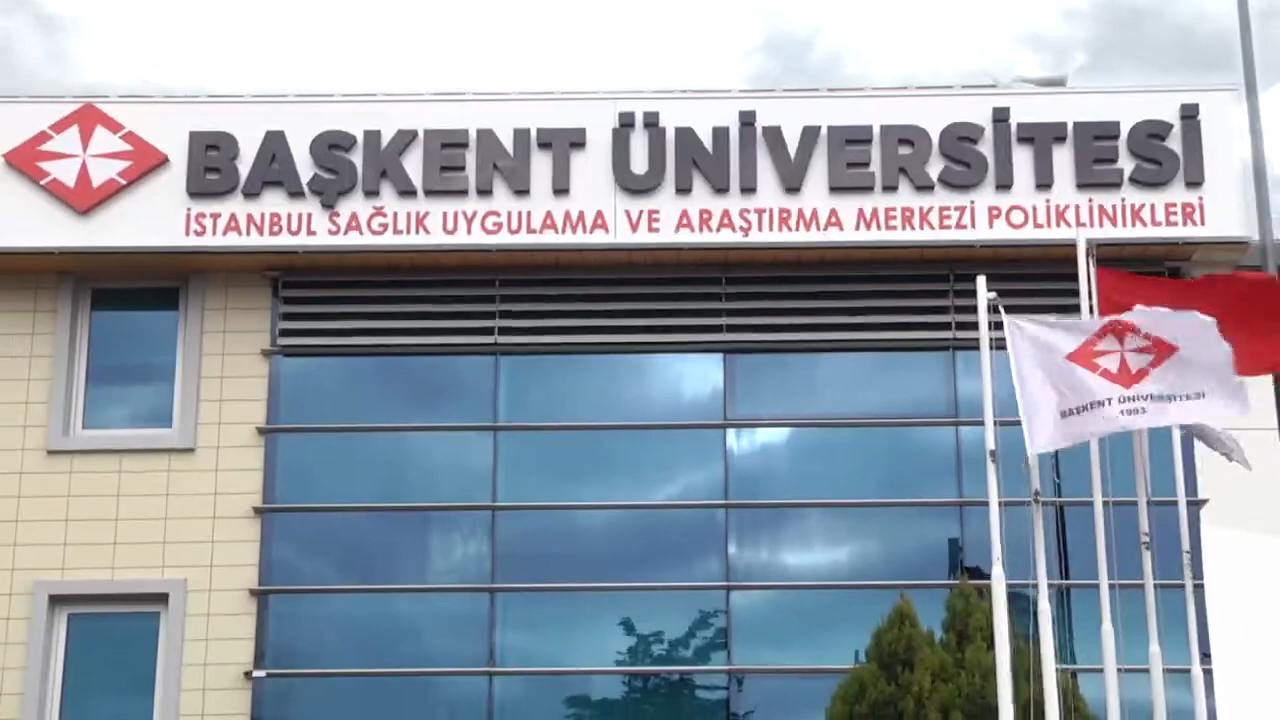 BAŞKENT ÜNİVERSİTESİ
İSTANBUL SAĞLIK UYGULAMA VE ARAŞTIRMA MERKEZİ POLİKLİNİKLERİ
BAŞKENT ÜNİVERSİTESİ
1993